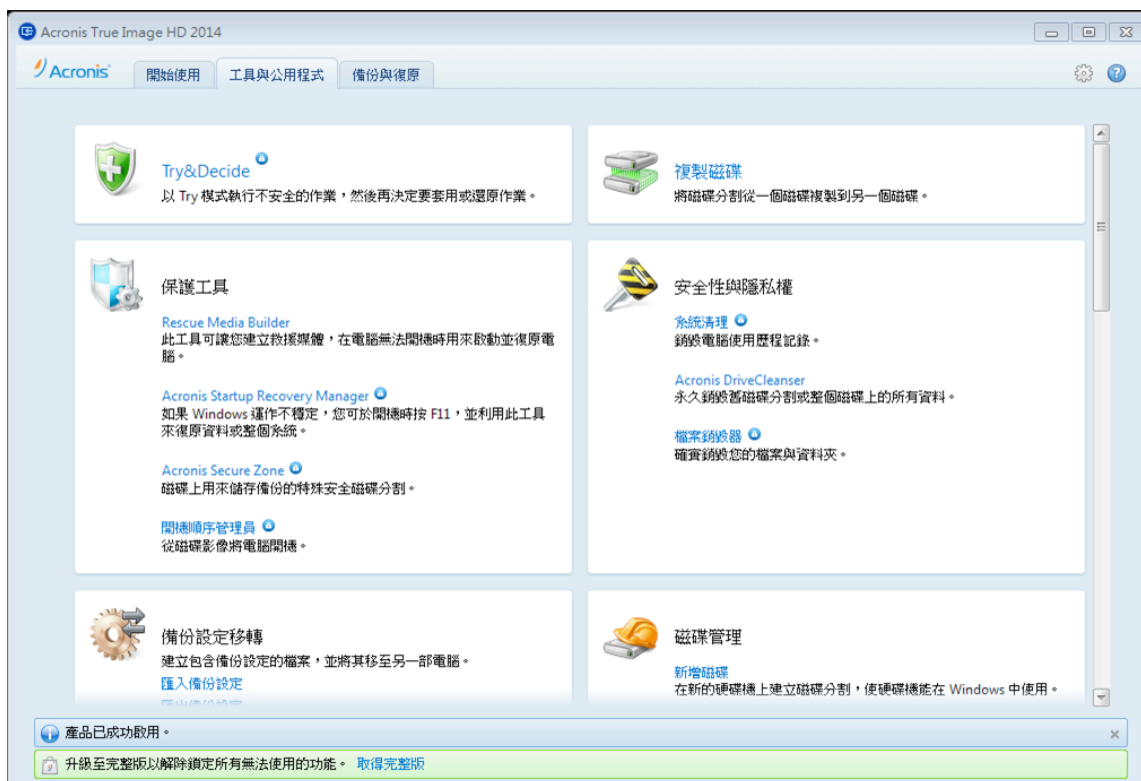 Acronis True Image HD 2014
Acronis
開始使用
工具與公用程式
備份與復原
Try&Decide
以 Try 模式執行不安全的作業，然後再決定要套用或還原作業。
複製磁碟
將磁碟分割從一個磁碟複製到另一個磁碟。
保護工具
Rescue Media Builder
此工具可讓您建立救援媒體，在電腦無法開機時用來啟動並復原電
腦。
Acronis Startup Recovery Manager
如果 Windows 運作不穩定，您可於開機時按 F11，並利用此工具
來復原資料或整個系統。
Acronis Secure Zone
磁碟上用來儲存備份的特殊安全磁碟分割。
開機順序管理員
從磁碟影像將電腦開機。
安全性與隱私權
系統清理
銷毀電腦使用歷程記錄。
Acronis DriveCleanser
永久銷毀舊磁碟分割或整個磁碟上的所有資料。
檔案銷毀器
確實銷毀您的檔案與資料夾。
備份設定移轉
建立包含備份設定的檔案，並將其移至另一部電腦。
匯入備份設定
匯出備份設定
磁碟管理
新增磁碟
在新的硬碟機上建立磁碟分割，使硬碟機能在 Windows 中使用。
產品已成功啟用。
升級至完整版以解除鎖定所有無法使用的功能。 取得完整版